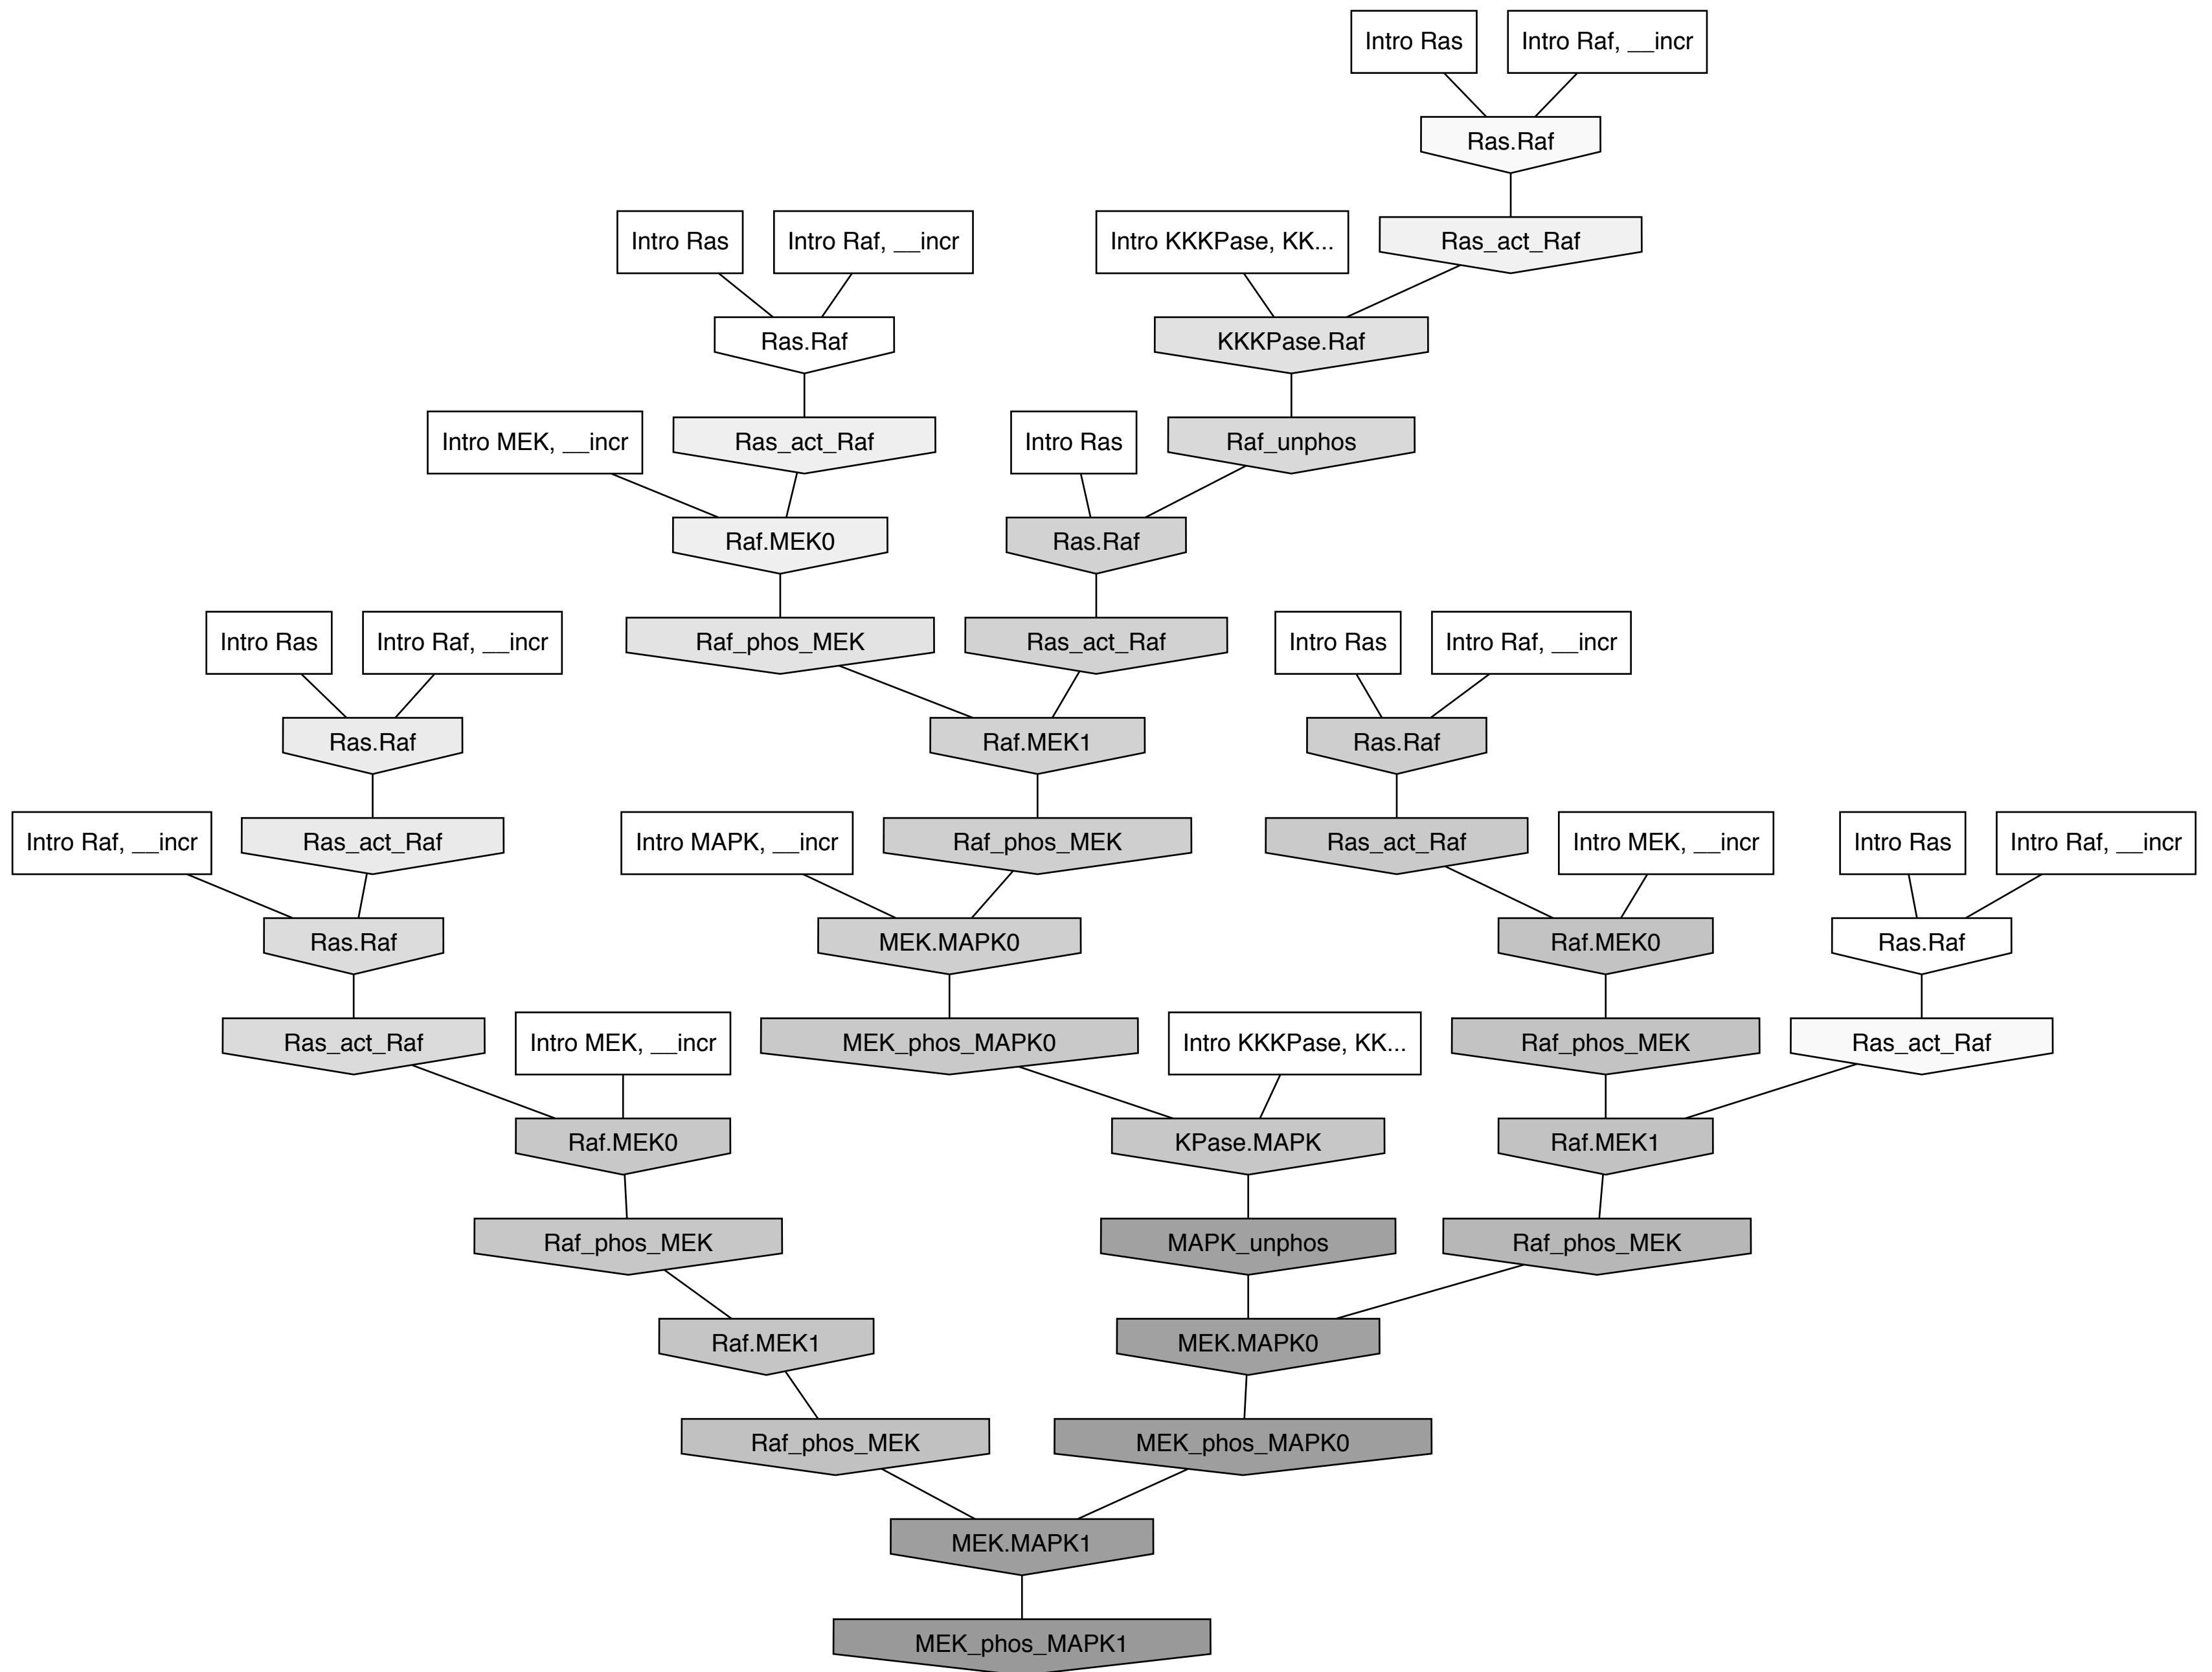 Intro Ras
Intro Raf, __incr
Ras.Raf
Intro Ras
Intro Raf, __incr
Intro KKKPase, KK...
Ras_act_Raf
Ras.Raf
KKKPase.Raf
Intro MEK, __incr
Ras_act_Raf
Intro Ras
Raf_unphos
Raf.MEK0
Ras.Raf
Intro Ras
Intro Raf, __incr
Raf_phos_MEK
Ras_act_Raf
Intro Ras
Intro Raf, __incr
Ras.Raf
Raf.MEK1
Ras.Raf
Intro Raf, __incr
Ras_act_Raf
Intro MAPK, __incr
Raf_phos_MEK
Ras_act_Raf
Intro MEK, __incr
Intro Ras
Intro Raf, __incr
Ras.Raf
MEK.MAPK0
Raf.MEK0
Ras.Raf
Ras_act_Raf
Intro MEK, __incr
MEK_phos_MAPK0
Intro KKKPase, KK...
Raf_phos_MEK
Ras_act_Raf
Raf.MEK0
KPase.MAPK
Raf.MEK1
Raf_phos_MEK
MAPK_unphos
Raf_phos_MEK
Raf.MEK1
MEK.MAPK0
Raf_phos_MEK
MEK_phos_MAPK0
MEK.MAPK1
MEK_phos_MAPK1